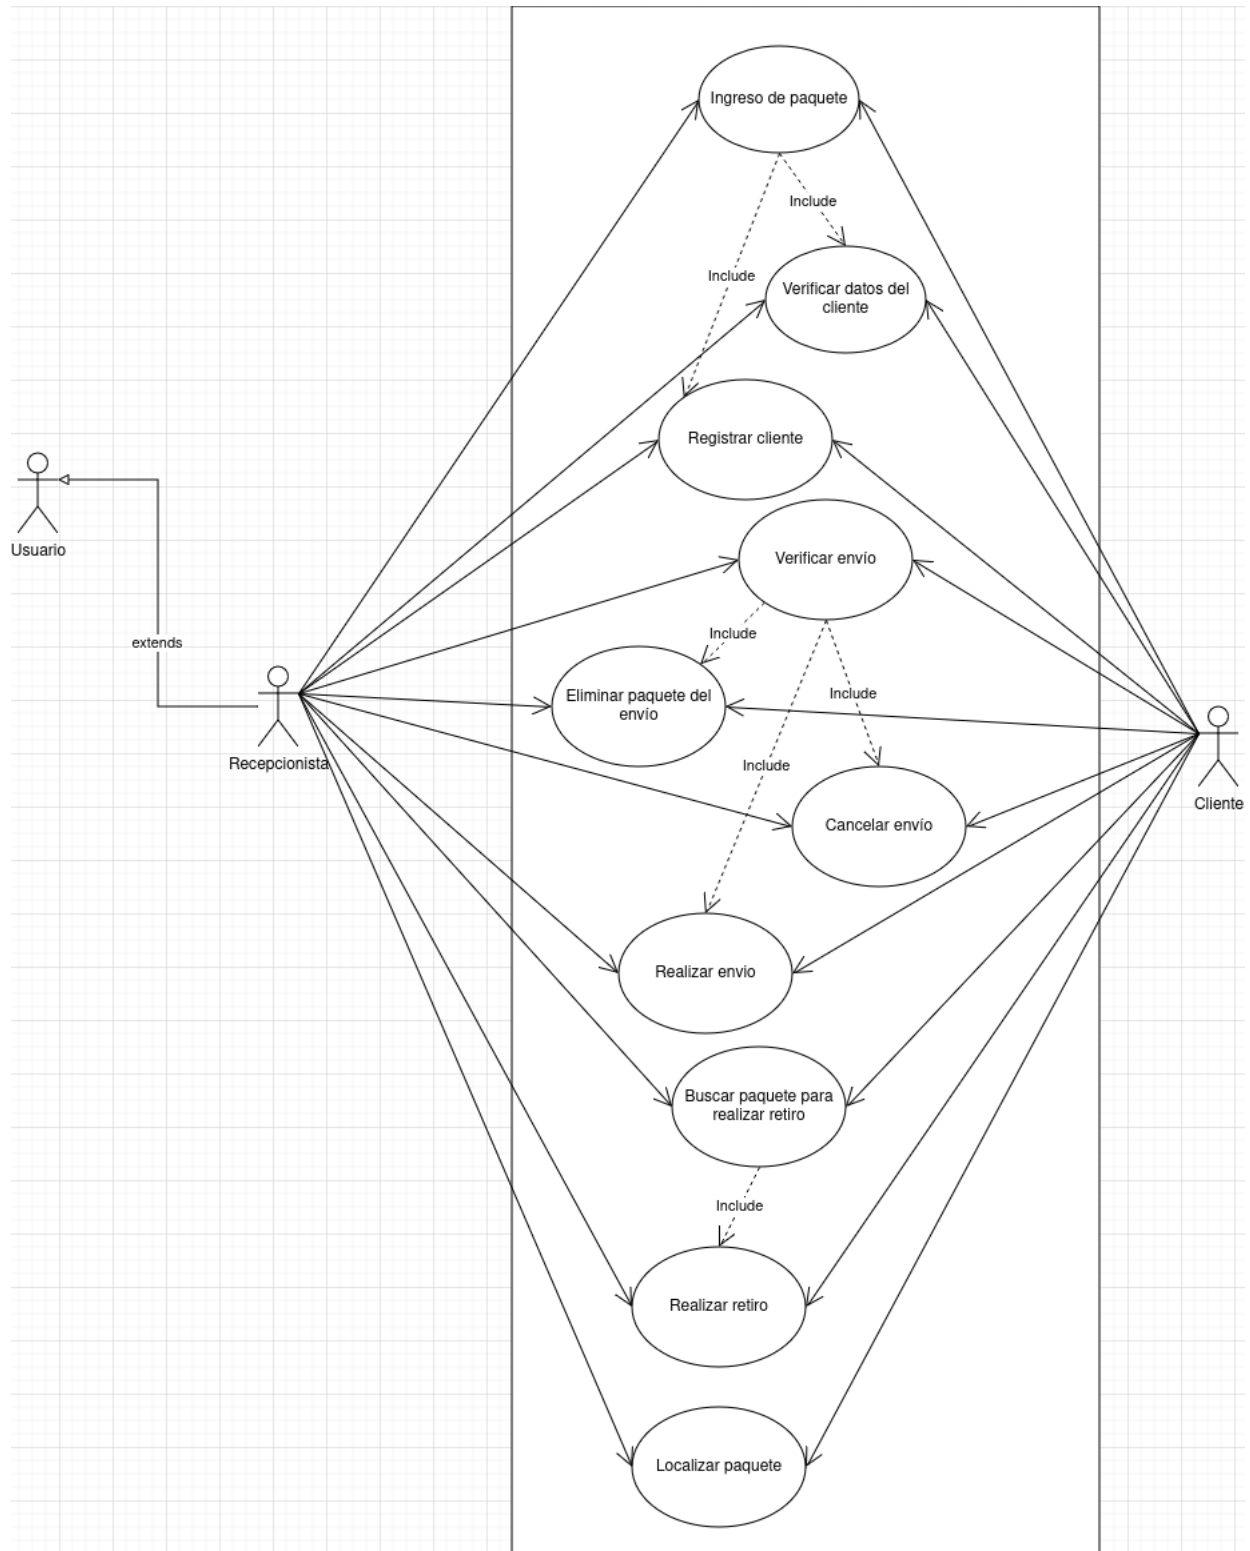 Ingreso de paquete
Include
Include
Verificar datos del
cliente
Registrar cliente
Usuario
Verificar envío
extends
Include
Include
Eliminar paquete del
envío
Recepcionista
Include
Cliente
Cancelar envío
Realizar envio
Buscar paquete para
realizar retiro
Include
Realizar retiro
Localizar paquete